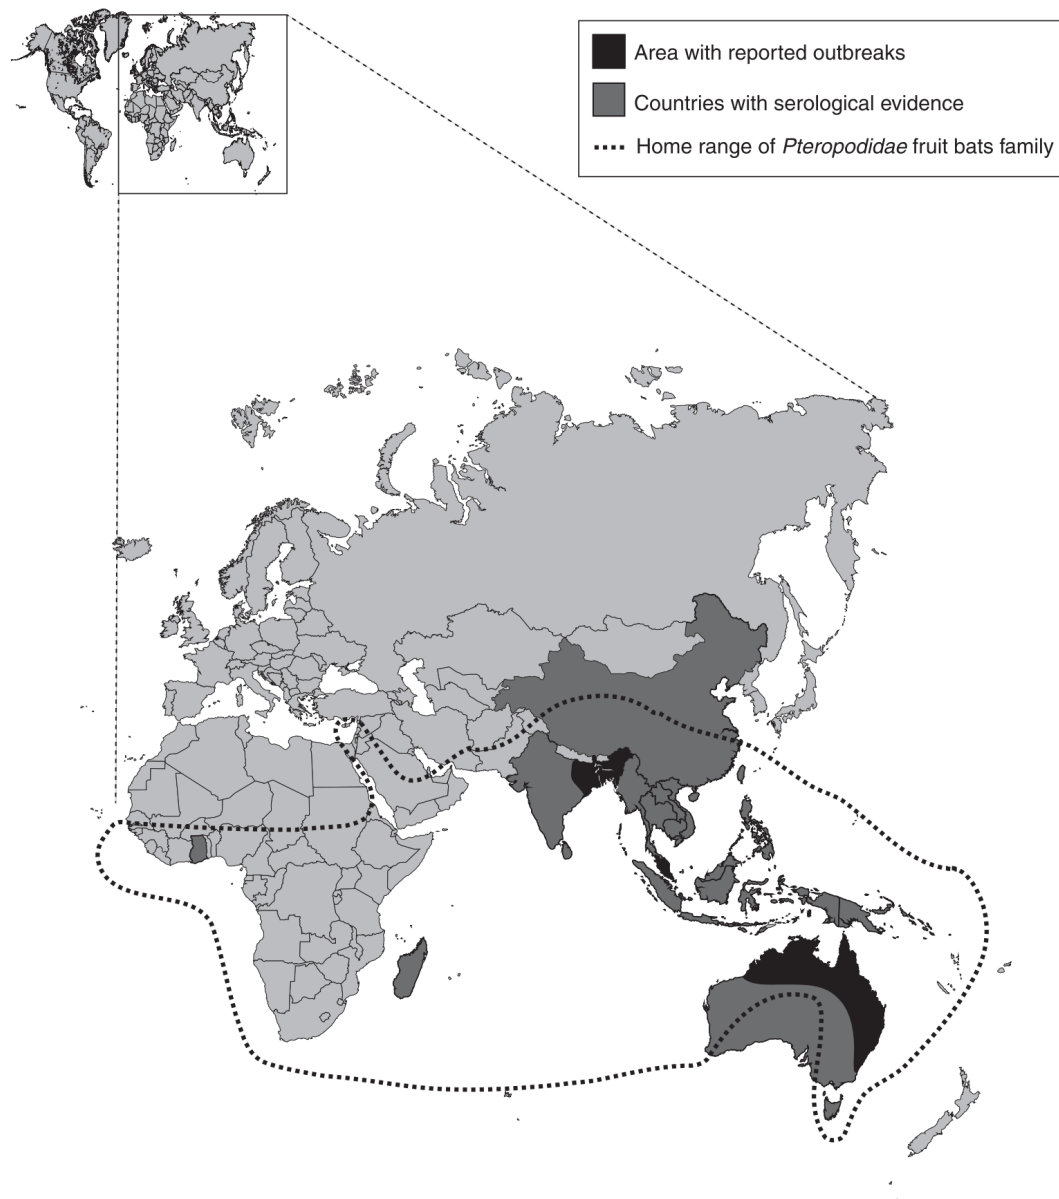 Area with reported outbreaks
Countries with serological evidence
Home range of Pteropodidae fruit bats family